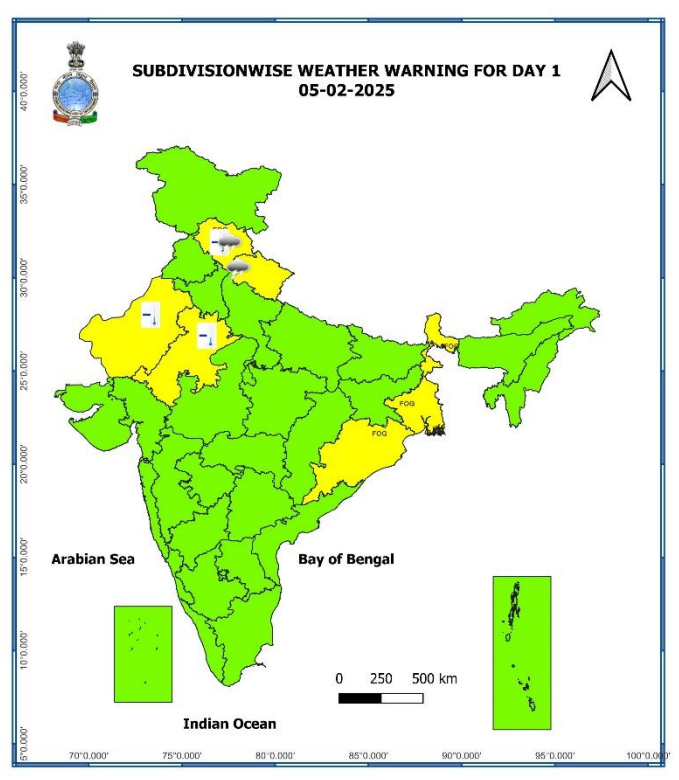 SUBDIVISIONWISE WEATHER WARNING FOR DAY 1
05-02-2025
40°0.000'
35°0.000'
30°0.000'
25°0.000'
20°0.000'
15°0.000'
10°0.000'
5°0.000'
FOG
FOG
FOG
FOG
Arabian Sea
Bay of Bengal
0 250 500 km
Indian Ocean
70°0.000' 75°0.000' 80°0.000' 85°0.000' 90°0.000' 95°0.000' 100°0.000'